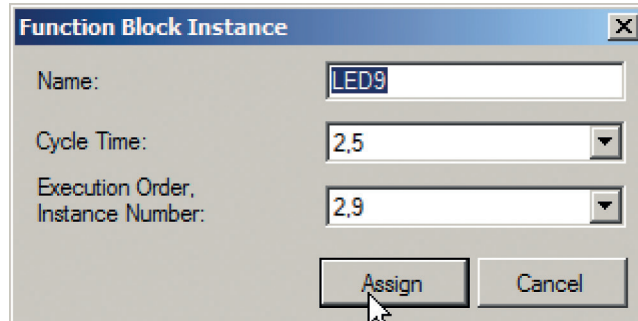 Function Block Instance
Name:
LED9
Cycle Time:
2,5
Execution Order,
Instance Number:
2,9
Assign
Cancel